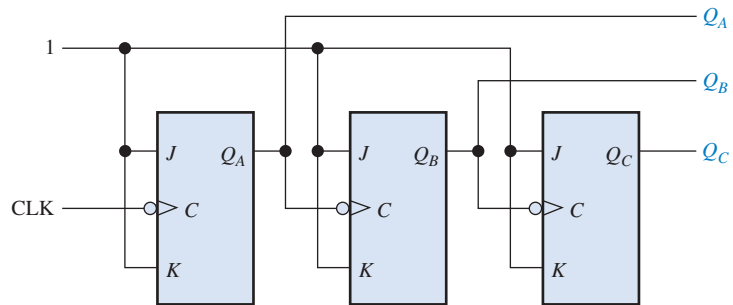 Q_A
1
Q_B
J Q_A J Q_B J Q_C Q_C
CLK C C C
K K K